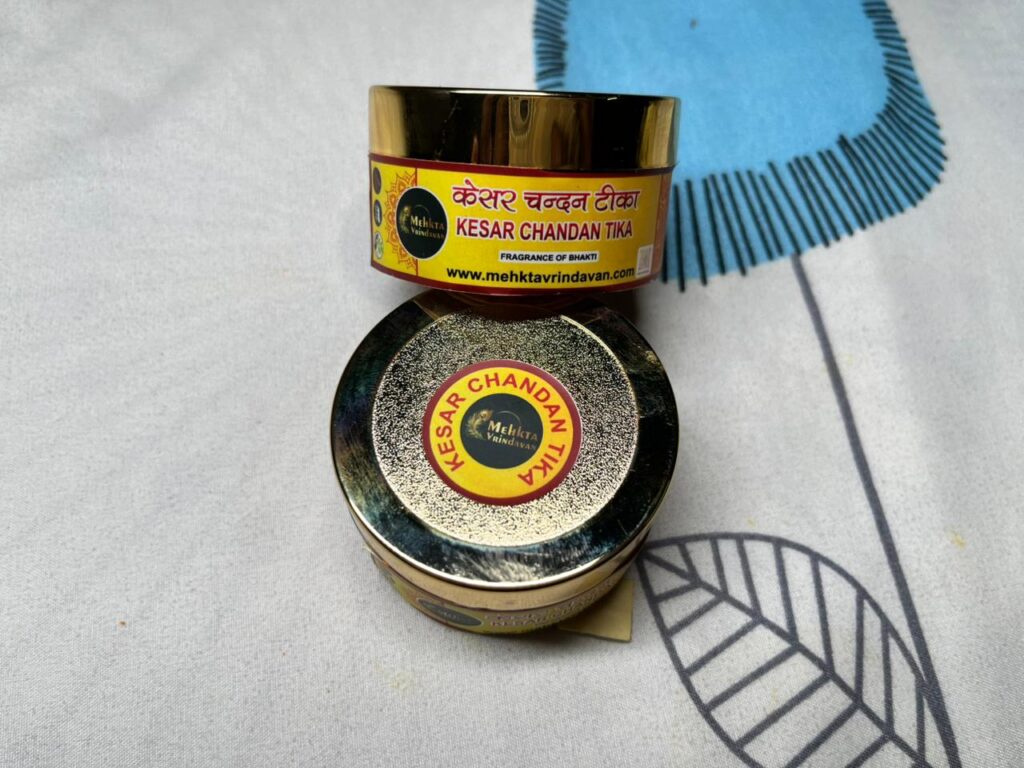 केसर चन्दन टीका
KESAR CHANDAN TIKA
FRAGRANCE OF BHAKTI
www.mehktavrindavan.com
MEHKTA
VRINDAVAN
KESAR CHANDAN TIKA
MEHKTA
VRINDAVAN